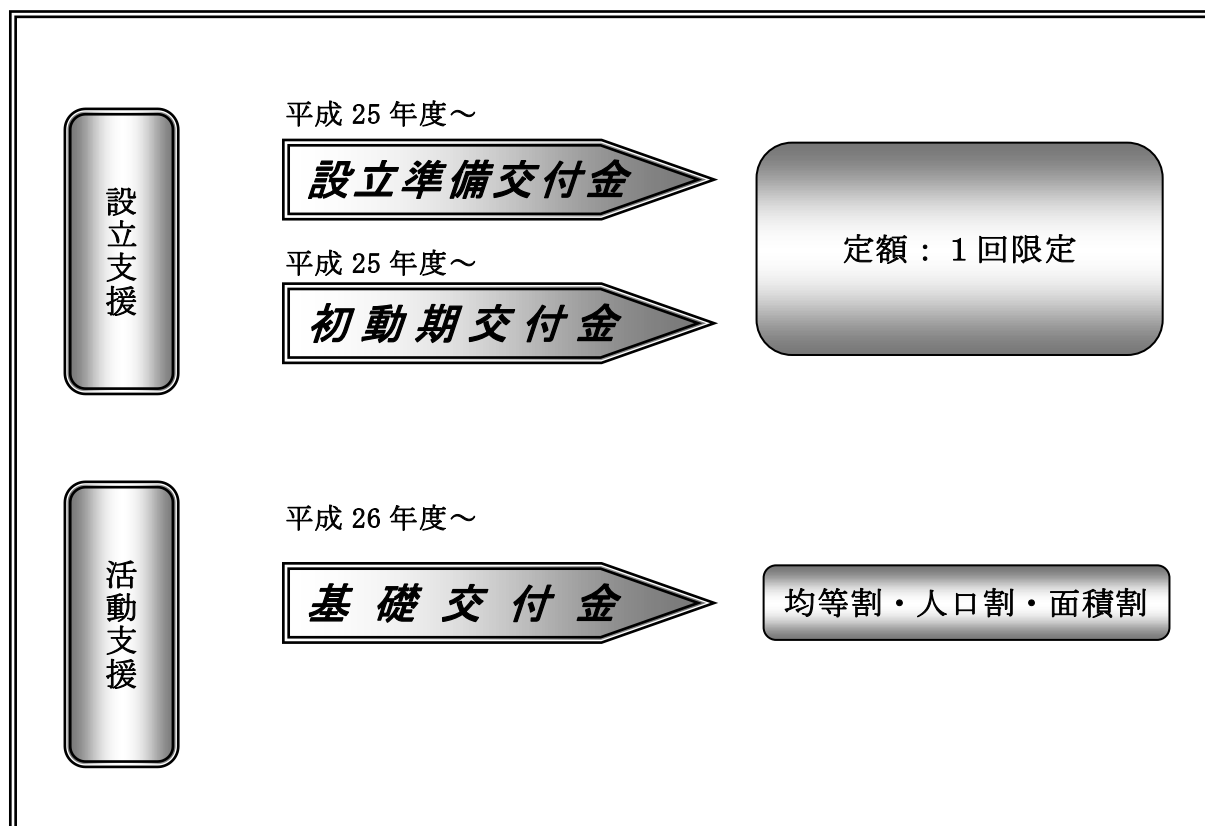 設立支援
平成 25 年度～
設立準備交付金
平成 25 年度～
初動期交付金
定額：１回限定
活動支援
平成 26 年度～
基礎交付金
均等割・人口割・面積割